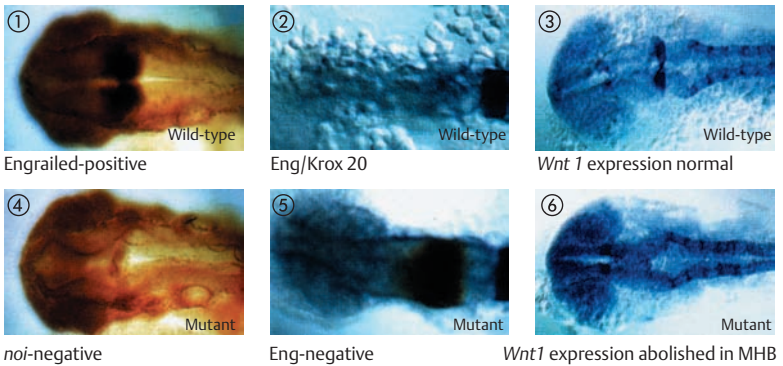 1
2
3
Wild-type
Wild-type
Wild-type
Engrailed-positive
Eng/Krox 20
Wnt 1 expression normal
4
5
6
Mutant
Mutant
Mutant
noi-negative
Eng-negative
Wnt1 expression abolished in MHB